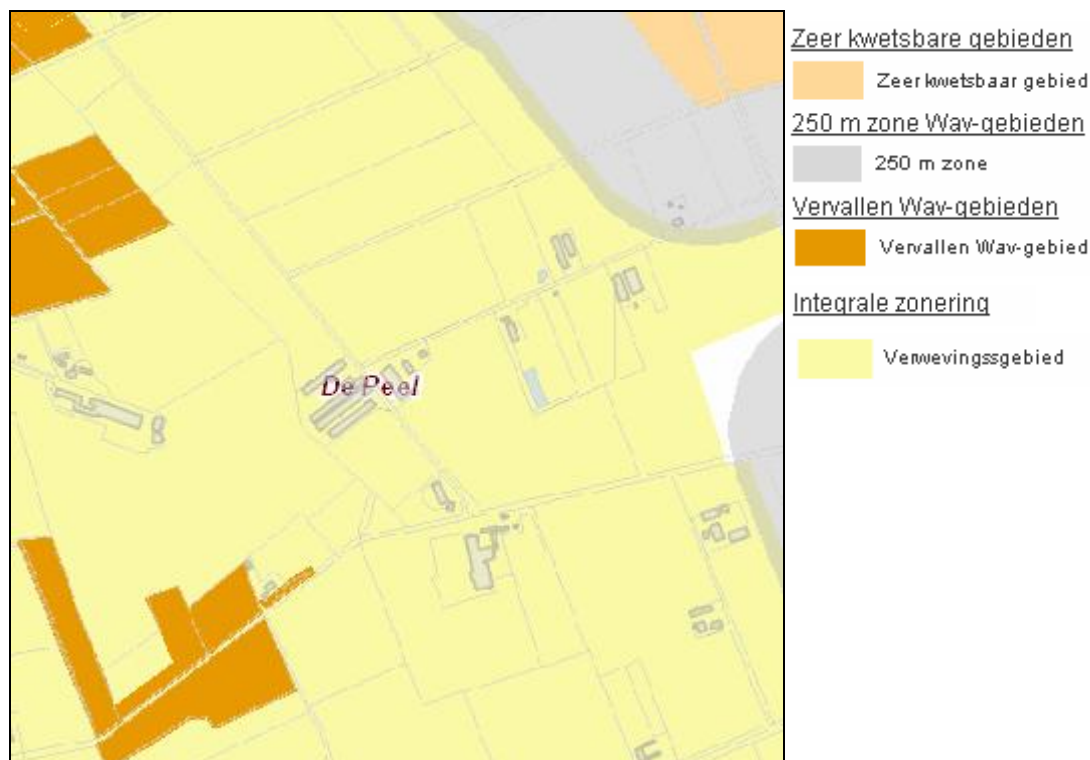 De Peel
Zeer kwetsbare gebieden
Zeer kwetsbaar gebied
250 m zone Wav-gebieden
250 m zone
Vervallen Wav-gebieden
Vervallen Wav-gebied
Integrale zonering
Verwevingsgebied